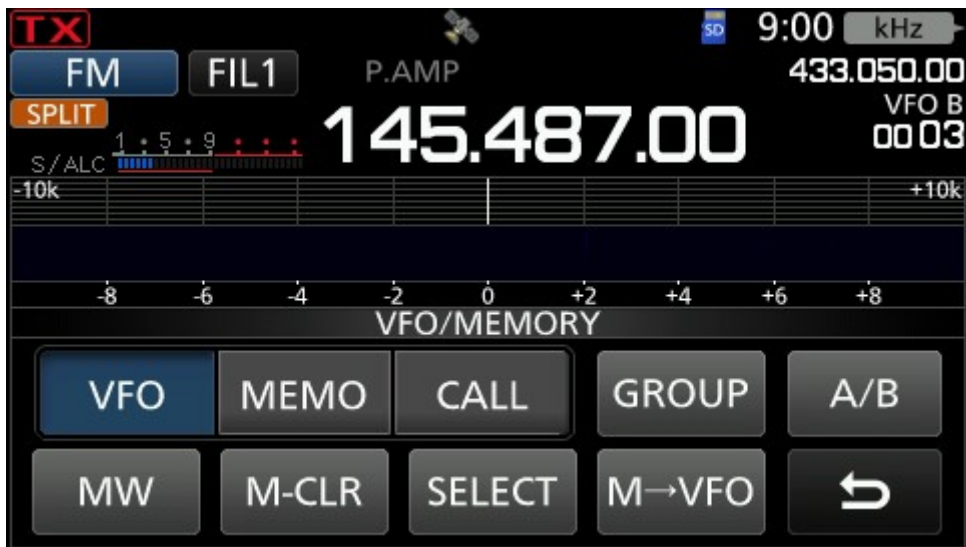 TX SD 9:00 kHz
FM FIL1 P.AMP 433.050.00
SPLIT 145.487.00 VFO B
1 5 9 00 03
S/ALC
-10k +10k
-8 -6 -4 -2 0 +2 +4 +6 +8
VFO/MEMORY
VFO MEMO CALL GROUP A/B
MW M-CLR SELECT M→VFO